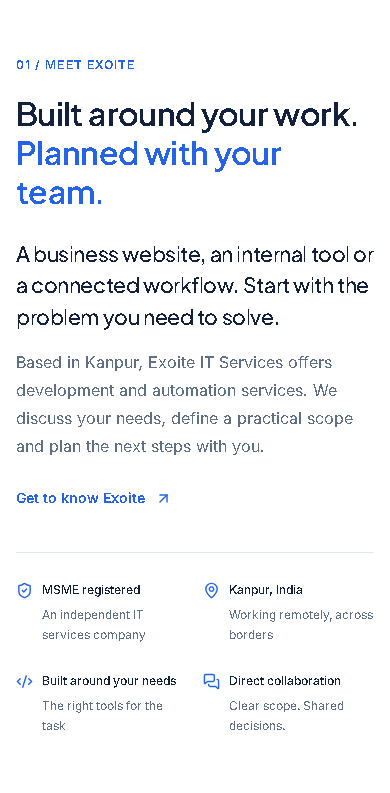 01 / MEET EXOITE
Built around your work.
Planned with your
team.
A business website, an internal tool or
a connected workflow. Start with the
problem you need to solve.
Based in Kanpur, Exoite IT Services offers
development and automation services. We
discuss your needs, define a practical scope
and plan the next steps with you.
Get to know Exoite
MSME registered
An independent IT
services company
Kanpur, India
Working remotely, across
borders
Built around your needs
The right tools for the
task
Direct collaboration
Clear scope. Shared
decisions.